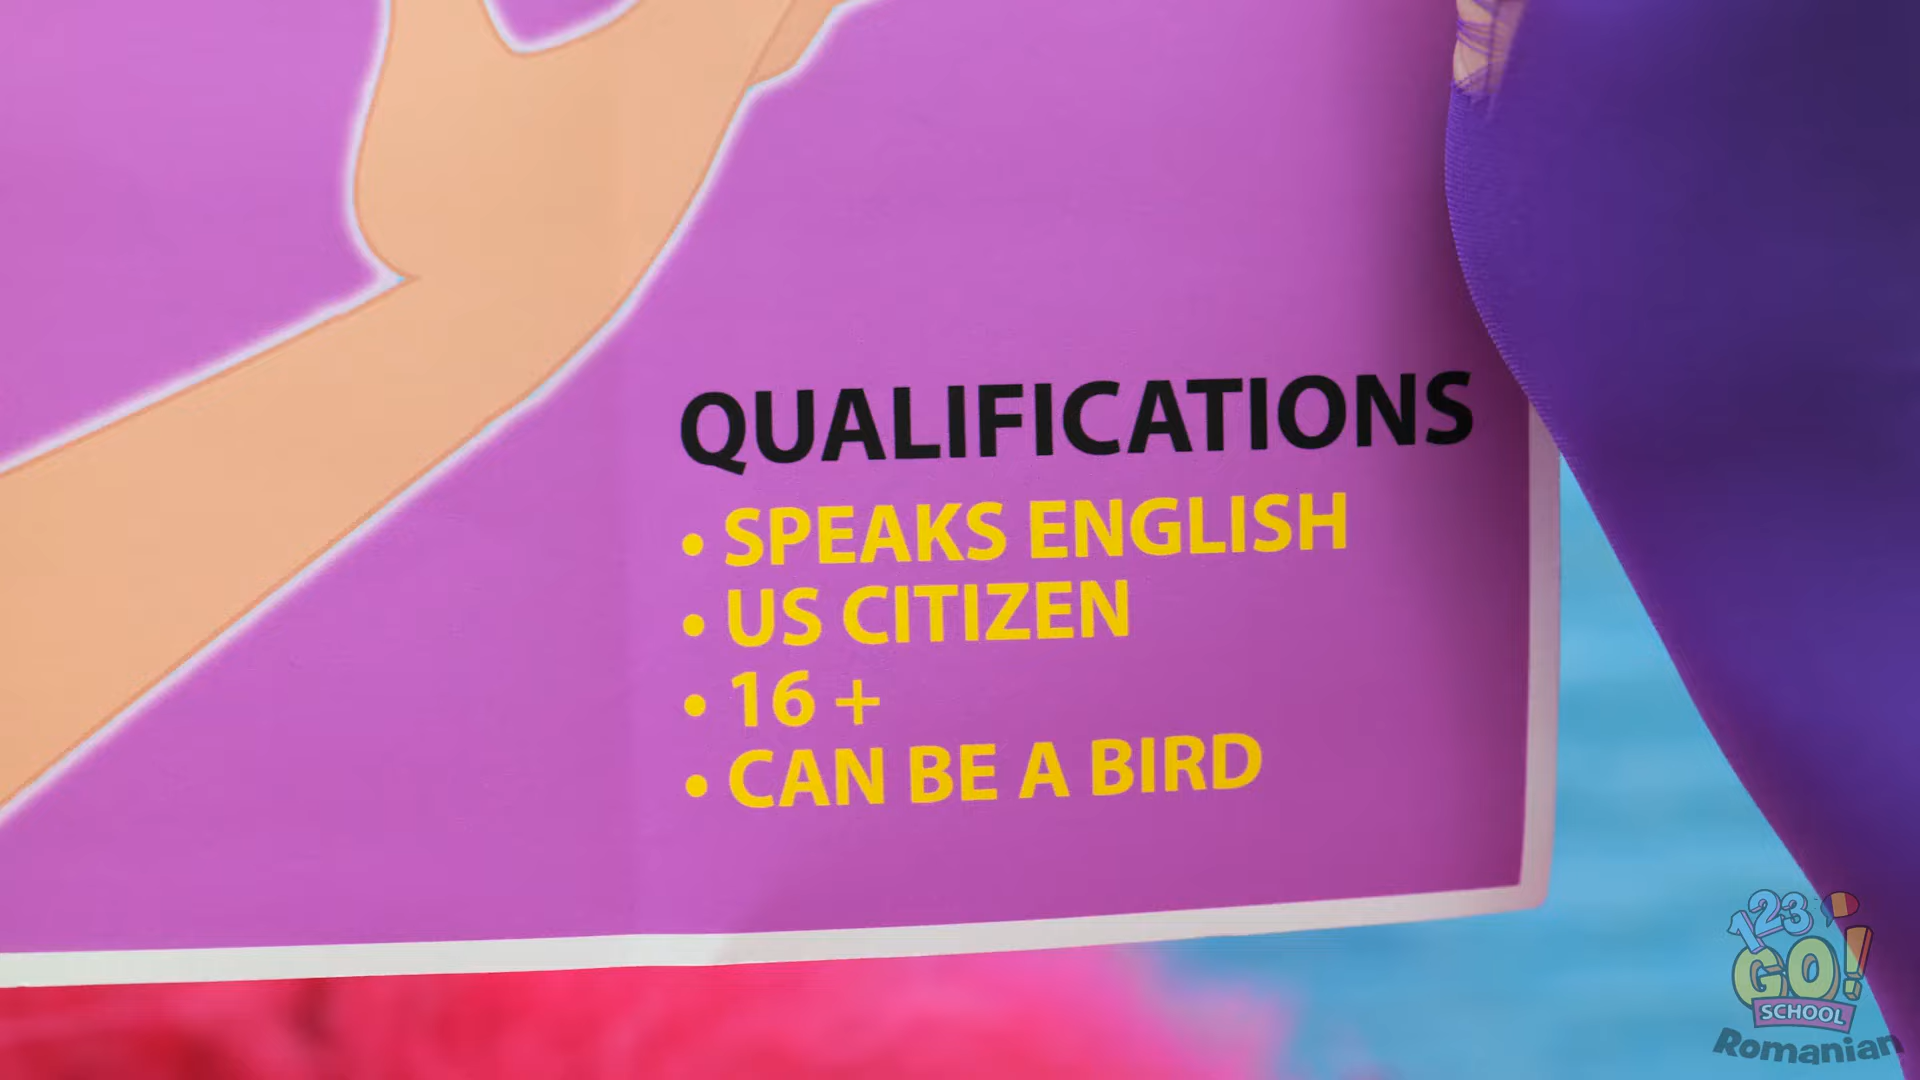 QUALIFICATIONS
• SPEAKS ENGLISH
• US CITIZEN
• 16 +
• CAN BE A BIRD
123
GO!
SCHOOL
Romanian